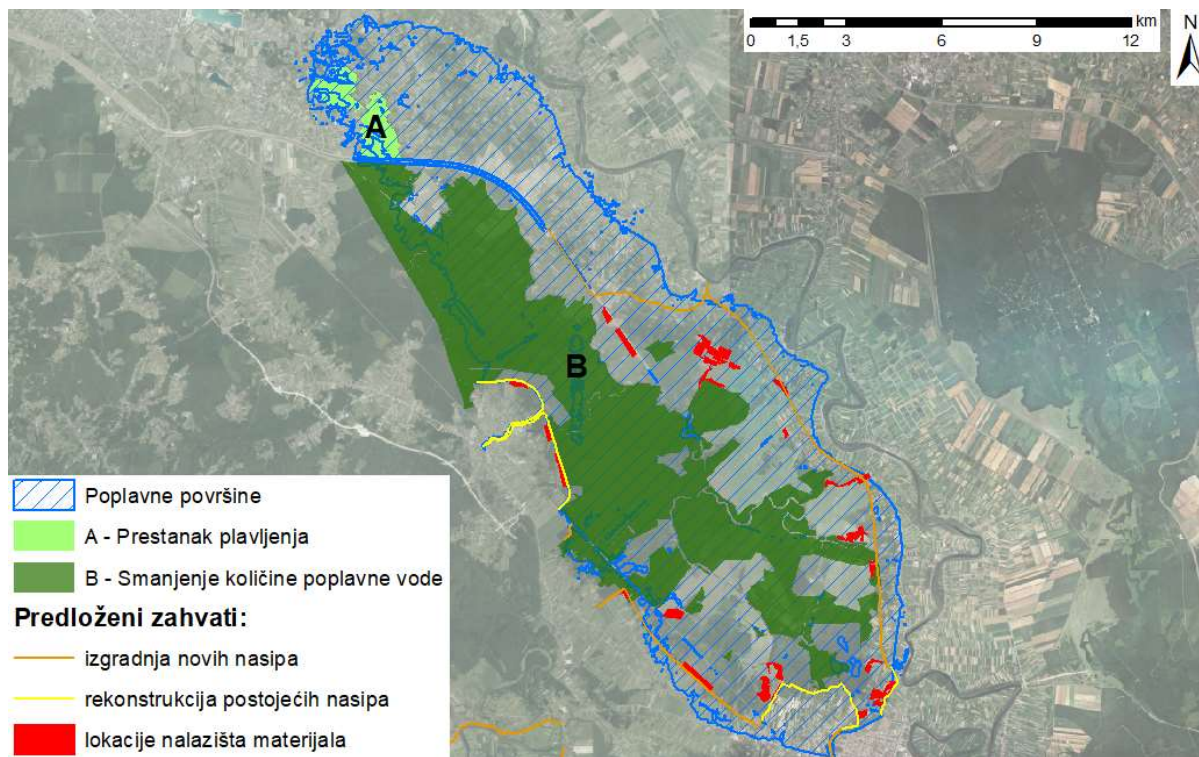 km
0 1,5 3 6 9 12
N
A
B
Poplavne površine
A - Prestanak plavljenja
B - Smanjenje količine poplavne vode
Predloženi zahvati:
izgradnja novih nasipa
rekonstrukcija postojećih nasipa
lokacije nalazišta materijala